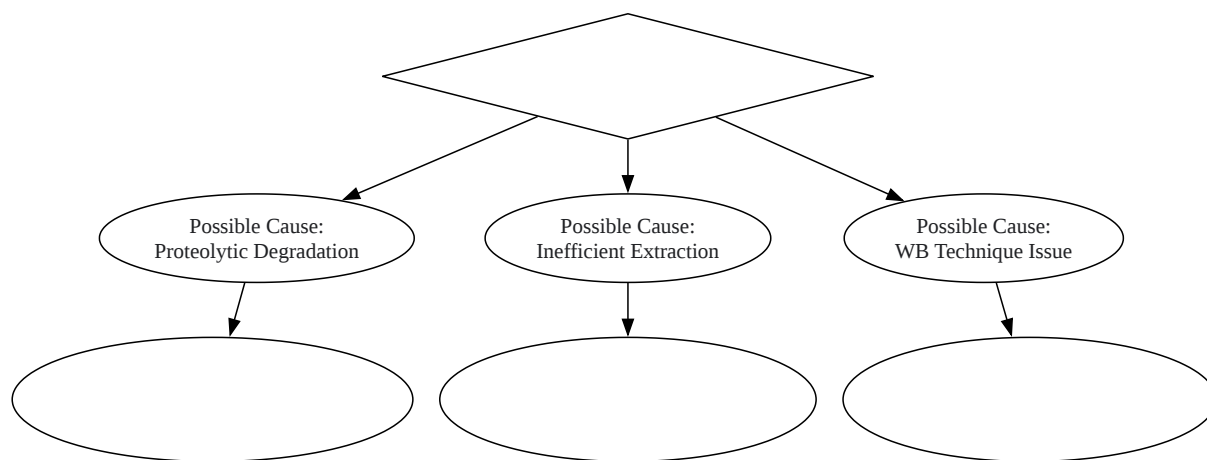 Possible Cause:
Proteolytic Degradation
Possible Cause:
Inefficient Extraction
Possible Cause:
WB Technique Issue